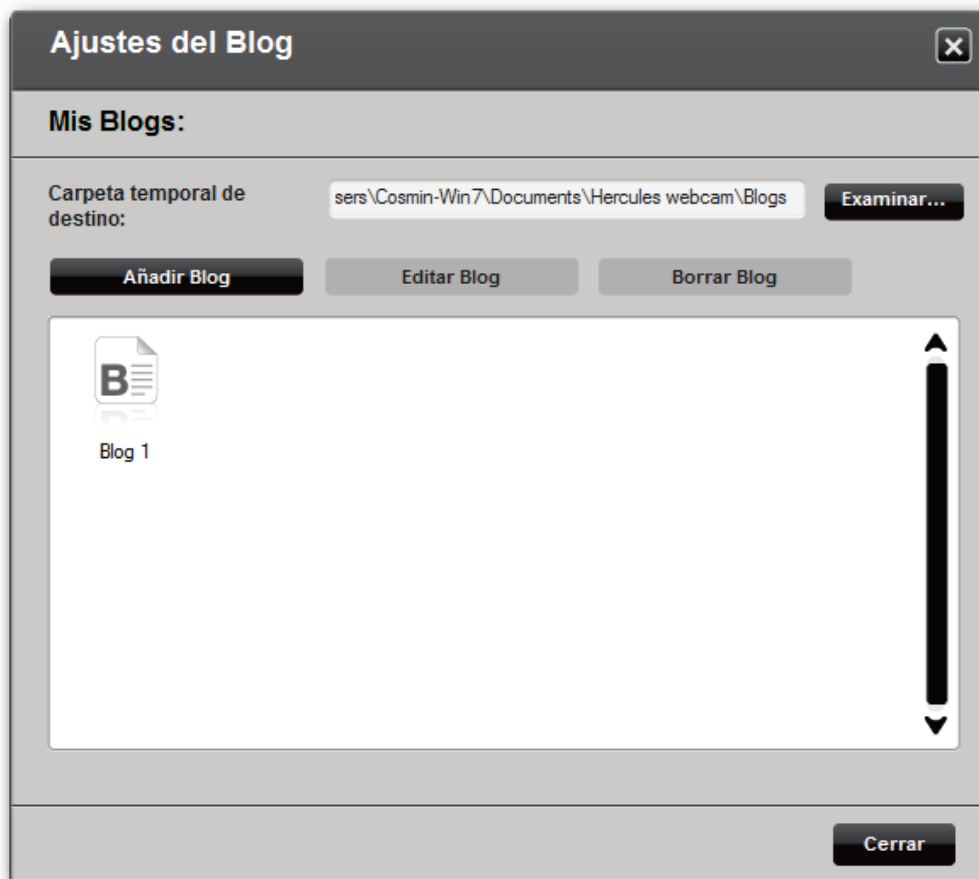 Ajustes del Blog
Mis Blogs:
Carpeta temporal de
destino:
sers\Cosmin-Win7\Documents\Hercules webcam\Blogs
Examinar...
Añadir Blog
Editar Blog
Borrar Blog
B
Blog 1
Cerrar